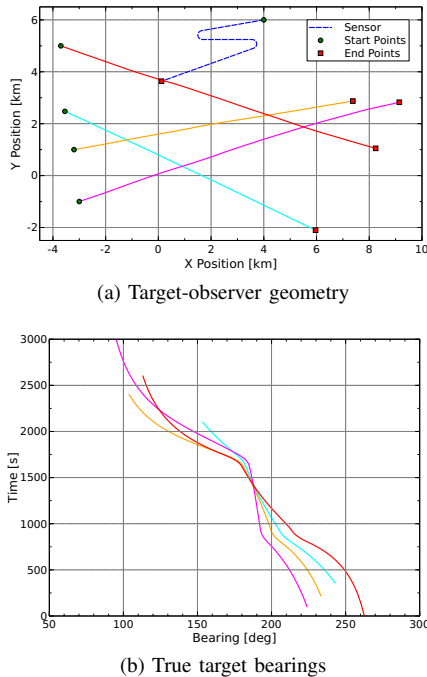 Sensor
Start Points
End Points
Y Position [km]
6
4
2
0
-2
-4 -2 0 2 4 6 8 10
X Position [km]
(a) Target-observer geometry
Time [s]
3000
2500
2000
1500
1000
500
0
50 100 150 200 250 300
Bearing [deg]
(b) True target bearings